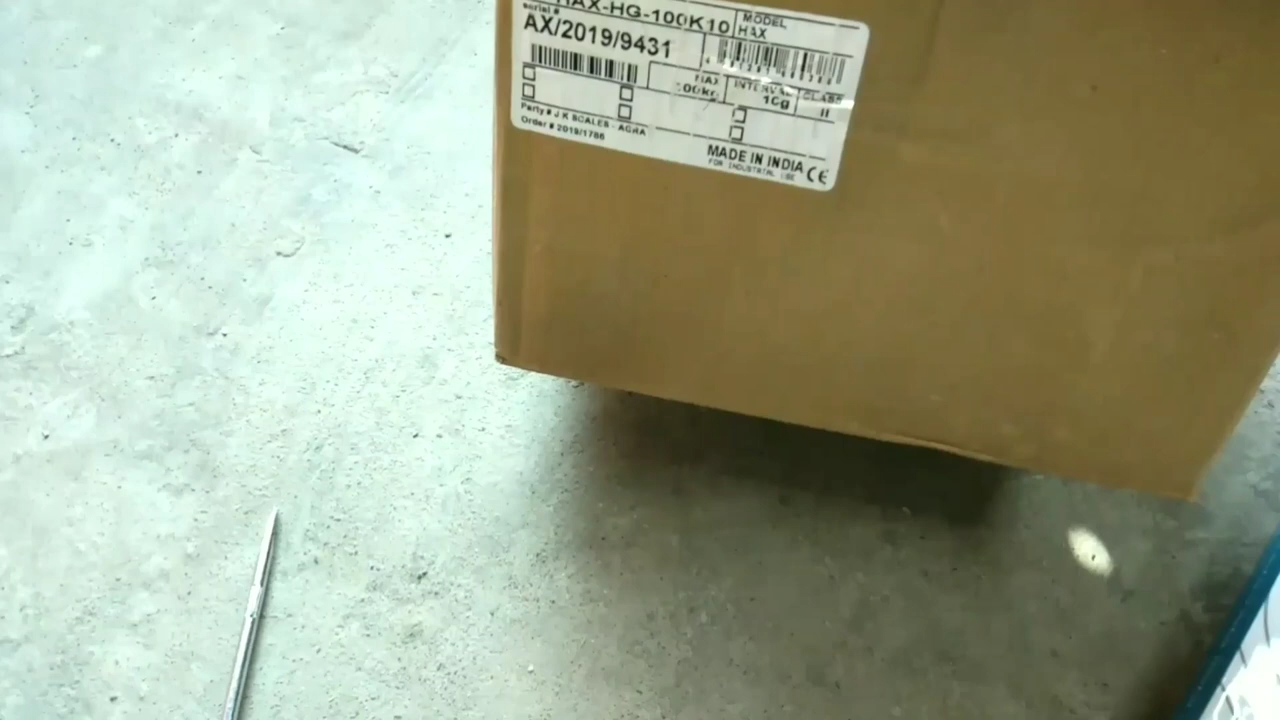 HAX-HG-100K10
MODEL
HAX
serial #
AX/2019/9431
MAX
100kg
INTERVAL
10g
CLASS
II
Party # J K SCALES - AGRA
Order # 2019/1786
MADE IN INDIA
FOR INDUSTRIAL USE
CE